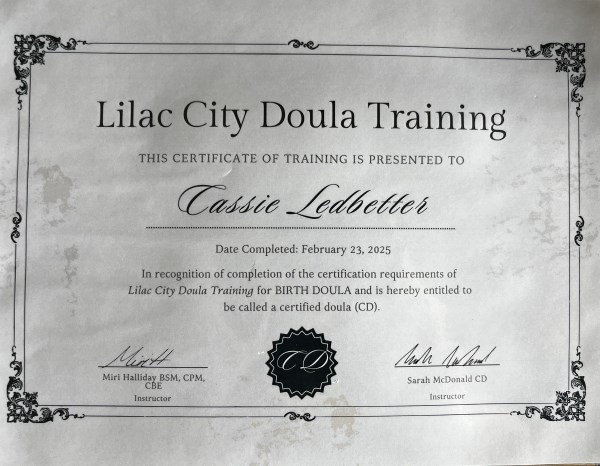 Lilac City Doula Training
THIS CERTIFICATE OF TRAINING IS PRESENTED TO
Cassie Ledbetter
Date Completed: February 23, 2025
In recognition of completion of the certification requirements of
Lilac City Doula Training for BIRTH DOULA and is hereby entitled to
be called a certified doula (CD).
CD
Miri Halliday BSM, CPM,
CBE
Instructor
Sarah McDonald CD
Instructor